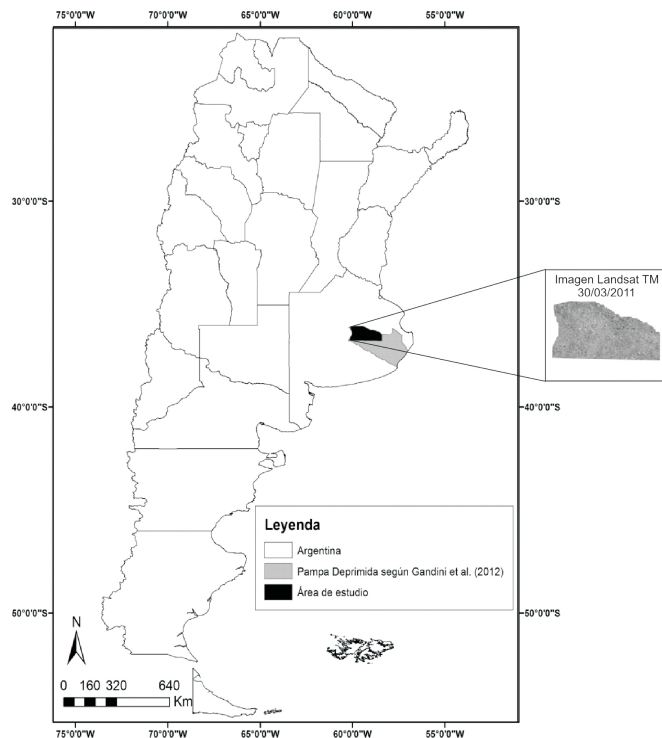 75°0'0"W 70°0'0"W 65°0'0"W 60°0'0"W 55°0'0"W
30°0'0"S 30°0'0"S
Imagen Landsat TM
30/03/2011
40°0'0"S 40°0'0"S
Leyenda
Argentina
Pampa Deprimida según Gandini et al. (2012)
Área de estudio
50°0'0"S 50°0'0"S
N
0 160 320 640
Km
75°0'0"W 70°0'0"W 65°0'0"W 60°0'0"W 55°0'0"W